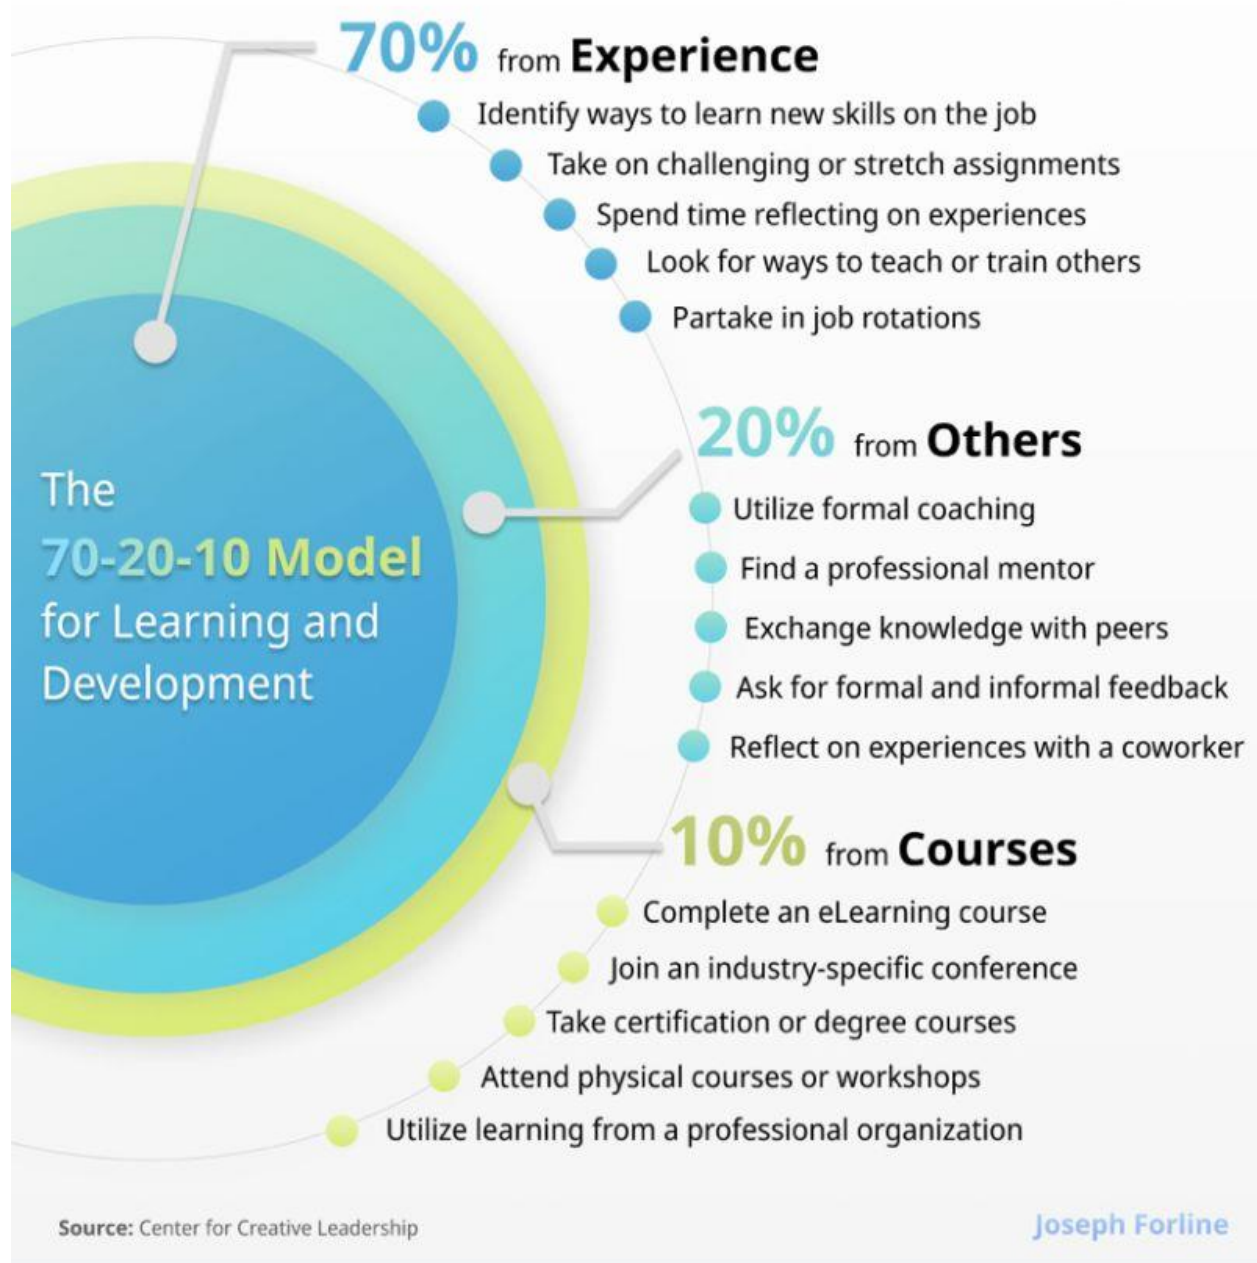 70% from Experience
Identify ways to learn new skills on the job
Take on challenging or stretch assignments
Spend time reflecting on experiences
Look for ways to teach or train others
Partake in job rotations
The
70-20-10 Model
for Learning and
Development
20% from Others
Utilize formal coaching
Find a professional mentor
Exchange knowledge with peers
Ask for formal and informal feedback
Reflect on experiences with a coworker
10% from Courses
Complete an eLearning course
Join an industry-specific conference
Take certification or degree courses
Attend physical courses or workshops
Utilize learning from a professional organization
Source: Center for Creative Leadership
Joseph Forline